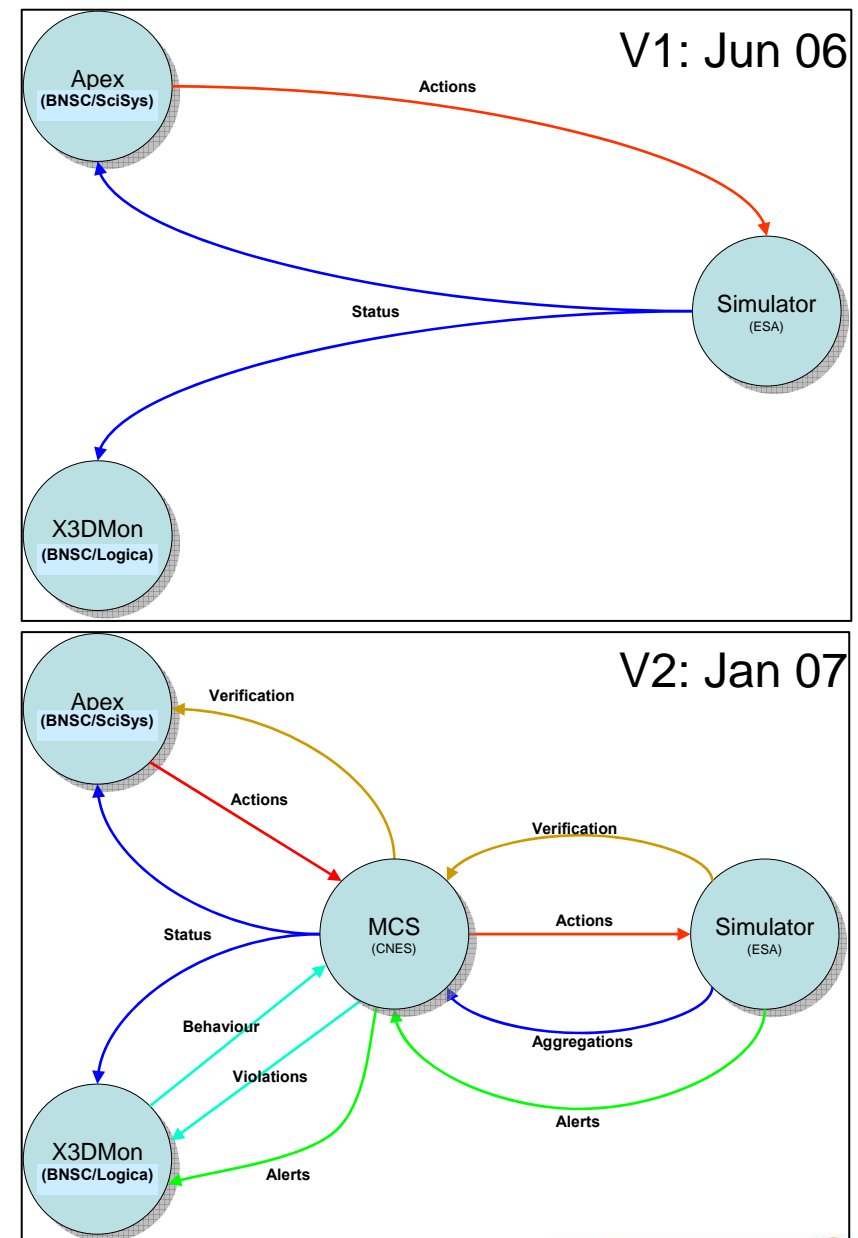 V1: Jun 06
Apex
(BNSC/SciSys)
Actions
Simulator
(ESA)
Status
X3DMon
(BNSC/Logica)
V2: Jan 07
Apex
(BNSC/SciSys)
Verification
Actions
Verification
MCS
(CNES)
Actions
Simulator
(ESA)
Status
Behaviour
Aggregations
Violations
Alerts
X3DMon
(BNSC/Logica)
Alerts